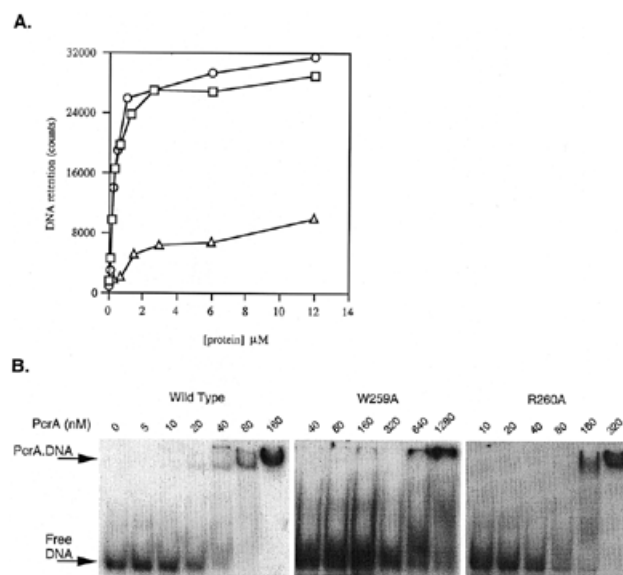 A.
32000
24000
16000
8000
0
DNA retention (counts)
0 2 4 6 8 10 12 14
[protein] µM
B.
Wild Type W259A R260A
PcrA (nM) 0 5 10 20 40 80 160 40 80 160 320 640 1280 10 20 40 80 160 320
PcrA.DNA
Free
DNA